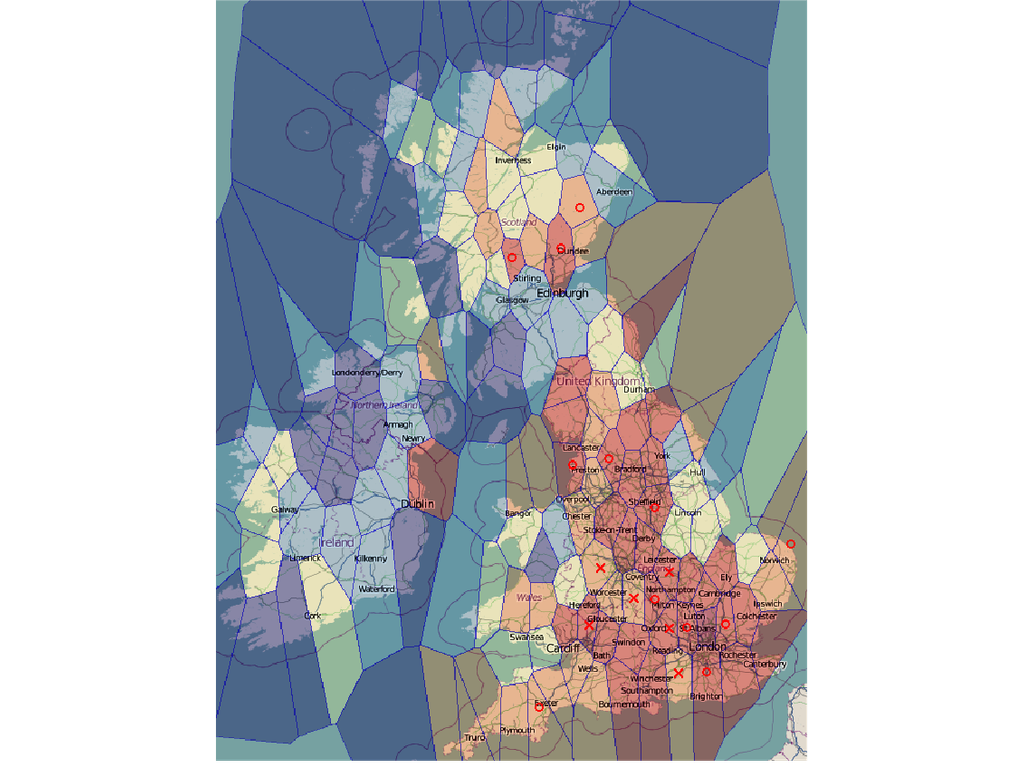 Elgin
Inverness
Aberdeen
Scotland
Dundee
Stirling
Edinburgh
Glasgow
Londonderry/Derry
United Kingdom
Durham
Northern Ireland
Armagh
Newry
Lancaster
York
Preston
Bradford
Hull
Dublin
Liverpool
Sheffield
Galway
Bangor
Chester
Lincoln
Stoke-on-Trent
Derby
Ireland
Limerick
Kilkenny
Leicester
Norwich
England
Coventry
Ely
Waterford
Wales
Worcester
Northampton
Cambridge
Hereford
Milton Keynes
Ipswich
Cork
Gloucester
Luton
Colchester
Swansea
Oxford
St Albans
Cardiff
Swindon
London
Bath
Reading
Rochester
Canterbury
Wells
Winchester
Southampton
Brighton
Exeter
Bournemouth
Plymouth
Truro